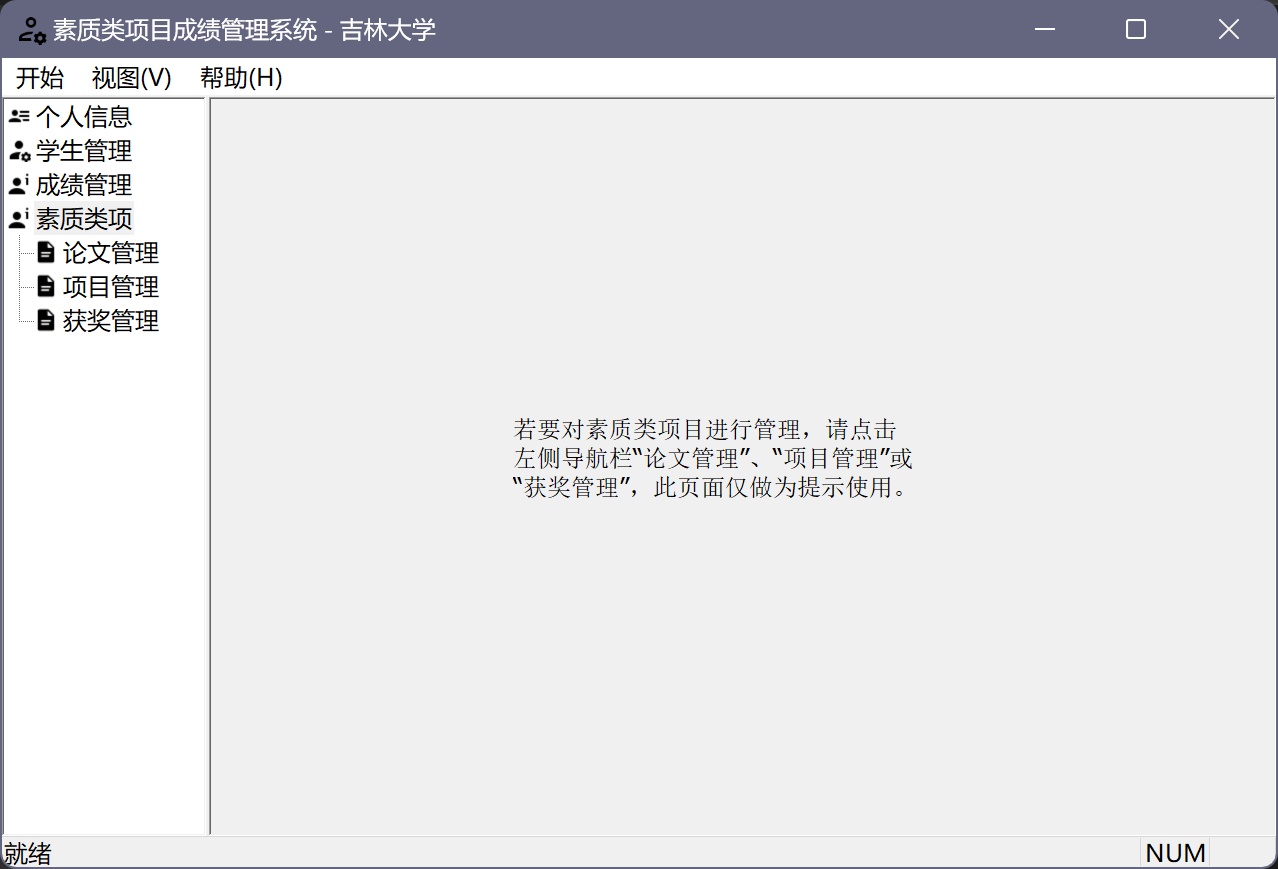 素质类项目成绩管理系统 - 吉林大学
开始 视图(V) 帮助(H)
个人信息
学生管理
成绩管理
素质类项
论文管理
项目管理
获奖管理
若要对素质类项目进行管理，请点击
左侧导航栏“论文管理”、“项目管理”或
“获奖管理”，此页面仅做为提示使用。
就绪 NUM